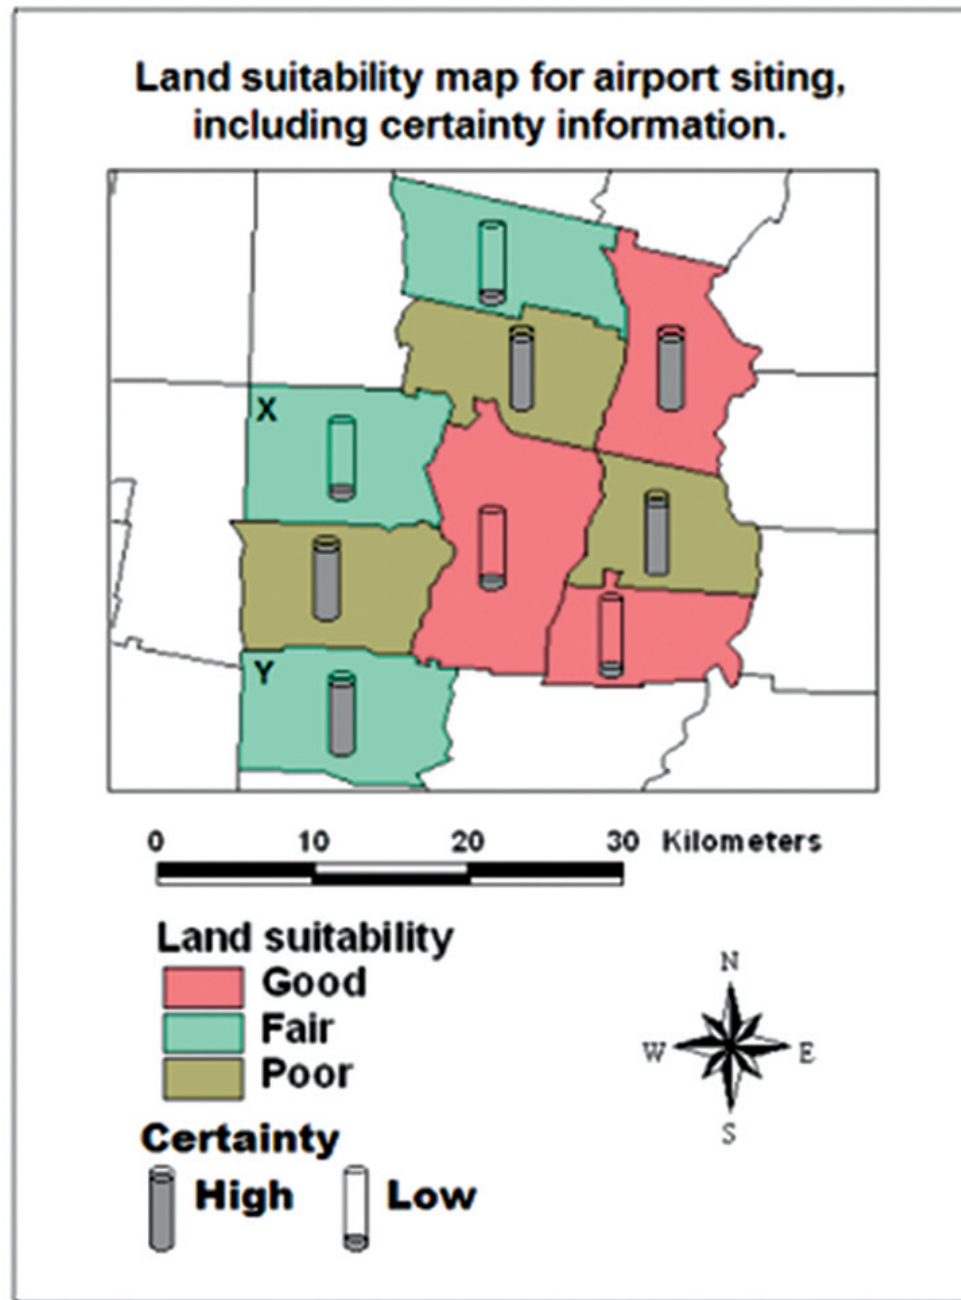 Land suitability map for airport siting,
including certainty information.
X
Y
0 10 20 30 Kilometers
Land suitability
Good
Fair
Poor
N
W E
S
Certainty
High Low